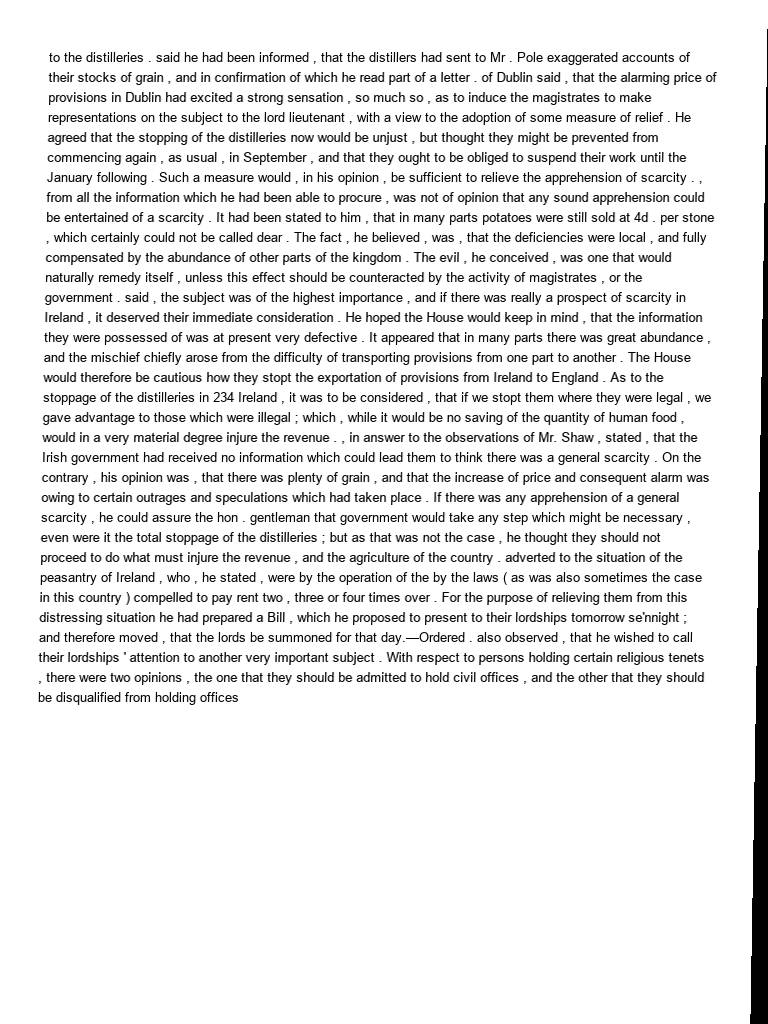 to the distilleries . said he had been informed , that the distillers had sent to Mr . Pole exaggerated accounts of
their stocks of grain , and in confirmation of which he read part of a letter . of Dublin said , that the alarming price of
provisions in Dublin had excited a strong sensation , so much so , as to induce the magistrates to make
representations on the subject to the lord lieutenant , with a view to the adoption of some measure of relief . He
agreed that the stopping of the distilleries now would be unjust , but thought they might be prevented from
commencing again , as usual , in September , and that they ought to be obliged to suspend their work until the
January following . Such a measure would , in his opinion , be sufficient to relieve the apprehension of scarcity . ,
from all the information which he had been able to procure , was not of opinion that any sound apprehension could
be entertained of a scarcity . It had been stated to him , that in many parts potatoes were still sold at 4d . per stone
, which certainly could not be called dear . The fact , he believed , was , that the deficiencies were local , and fully
compensated by the abundance of other parts of the kingdom . The evil , he conceived , was one that would
naturally remedy itself , unless this effect should be counteracted by the activity of magistrates , or the
government . said , the subject was of the highest importance , and if there was really a prospect of scarcity in
Ireland , it deserved their immediate consideration . He hoped the House would keep in mind , that the information
they were possessed of was at present very defective . It appeared that in many parts there was great abundance ,
and the mischief chiefly arose from the difficulty of transporting provisions from one part to another . The House
would therefore be cautious how they stopt the exportation of provisions from Ireland to England . As to the
stoppage of the distilleries in 234 Ireland , it was to be considered , that if we stopt them where they were legal , we
gave advantage to those which were illegal ; which , while it would be no saving of the quantity of human food ,
would in a very material degree injure the revenue . , in answer to the observations of Mr. Shaw , stated , that the
Irish government had received no information which could lead them to think there was a general scarcity . On the
contrary , his opinion was , that there was plenty of grain , and that the increase of price and consequent alarm was
owing to certain outrages and speculations which had taken place . If there was any apprehension of a general
scarcity , he could assure the hon . gentleman that government would take any step which might be necessary ,
even were it the total stoppage of the distilleries ; but as that was not the case , he thought they should not
proceed to do what must injure the revenue , and the agriculture of the country . adverted to the situation of the
peasantry of Ireland , who , he stated , were by the operation of the by the laws ( as was also sometimes the case
in this country ) compelled to pay rent two , three or four times over . For the purpose of relieving them from this
distressing situation he had prepared a Bill , which he proposed to present to their lordships tomorrow se'nnight ;
and therefore moved , that the lords be summoned for that day.—Ordered . also observed , that he wished to call
their lordships ' attention to another very important subject . With respect to persons holding certain religious tenets
, there were two opinions , the one that they should be admitted to hold civil offices , and the other that they should
be disqualified from holding offices